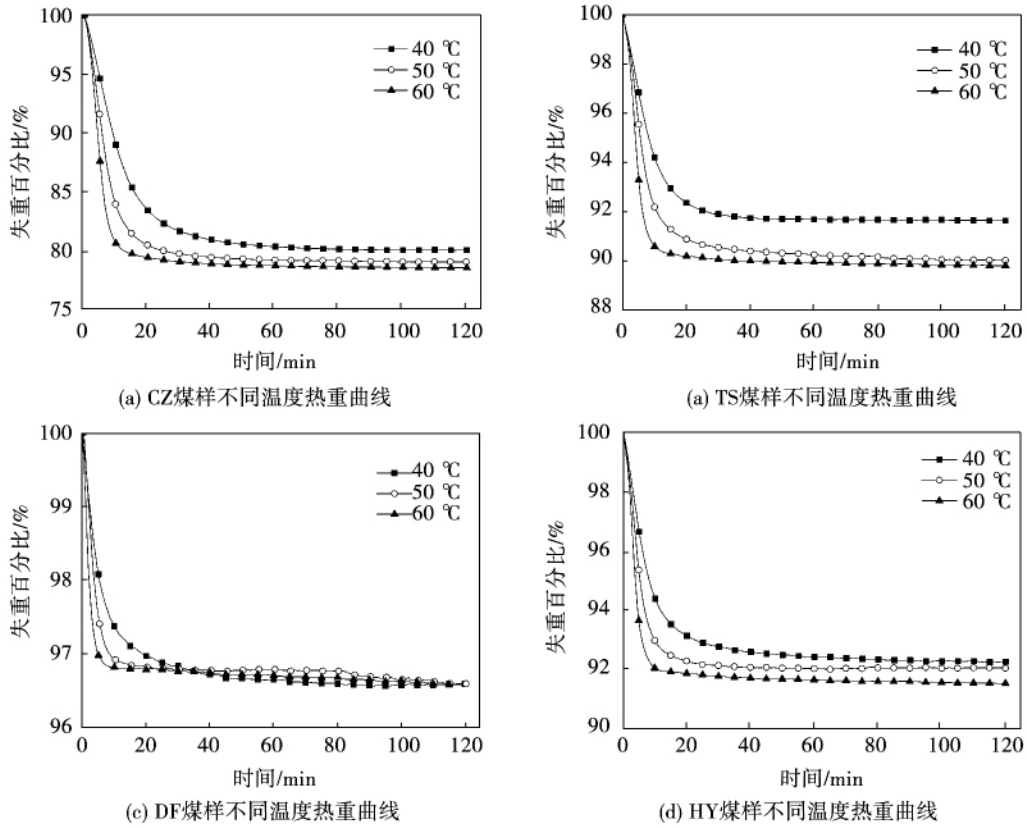 100
95
90
85
80
75
失重百分比/%
40 ℃
50 ℃
60 ℃
0 20 40 60 80 100 120
时间/min
(a) CZ煤样不同温度热重曲线
100
98
96
94
92
90
88
失重百分比/%
40 ℃
50 ℃
60 ℃
0 20 40 60 80 100 120
时间/min
(a) TS煤样不同温度热重曲线
100
99
98
97
96
失重百分比/%
40 ℃
50 ℃
60 ℃
0 20 40 60 80 100 120
时间/min
(c) DF煤样不同温度热重曲线
100
98
96
94
92
90
失重百分比/%
40 ℃
50 ℃
60 ℃
0 20 40 60 80 100 120
时间/min
(d) HY煤样不同温度热重曲线